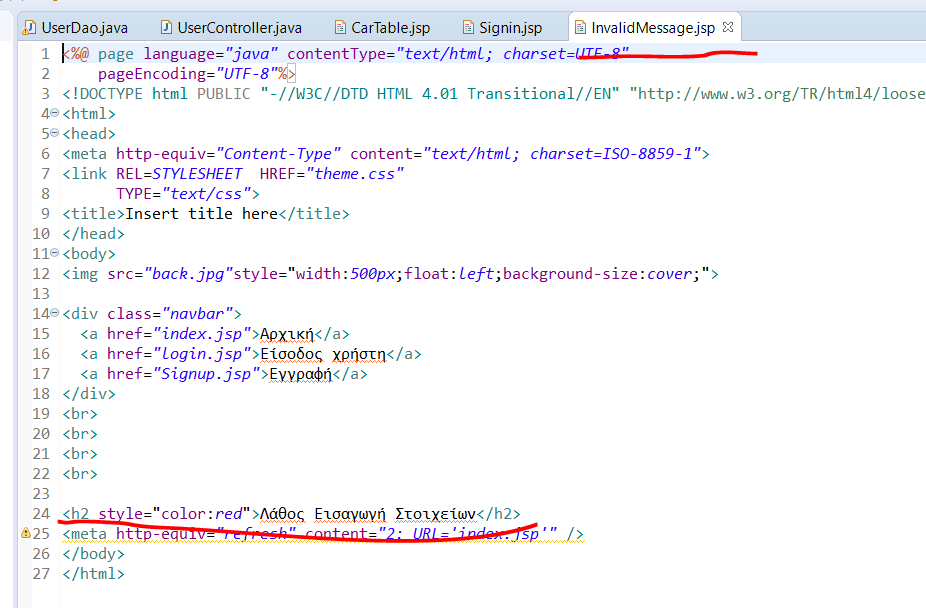 UserDao.java UserController.java CarTable.jsp Signin.jsp InvalidMessage.jsp
1 <%@ page language="java" contentType="text/html; charset=UTF-8"
2 pageEncoding="UTF-8"%>
3 <!DOCTYPE html PUBLIC "-//W3C//DTD HTML 4.01 Transitional//EN" "http://www.w3.org/TR/html4/loose
4 <html>
5 <head>
6 <meta http-equiv="Content-Type" content="text/html; charset=ISO-8859-1">
7 <link REL=STYLESHEET HREF="theme.css"
8 TYPE="text/css">
9 <title>Insert title here</title>
10 </head>
11 <body>
12 <img src="back.jpg"style="width:500px;float:left;background-size:cover;">
13
14 <div class="navbar">
15 <a href="index.jsp">Αρχική</a>
16 <a href="login.jsp">Είσοδος χρήστη</a>
17 <a href="Signup.jsp">Εγγραφή</a>
18 </div>
19 <br>
20 <br>
21 <br>
22 <br>
23
24 <h2 style="color:red">Λάθος Εισαγωγή Στοιχείων</h2>
25 <meta http-equiv="refresh" content="2; URL='index.jsp'" />
26 </body>
27 </html>